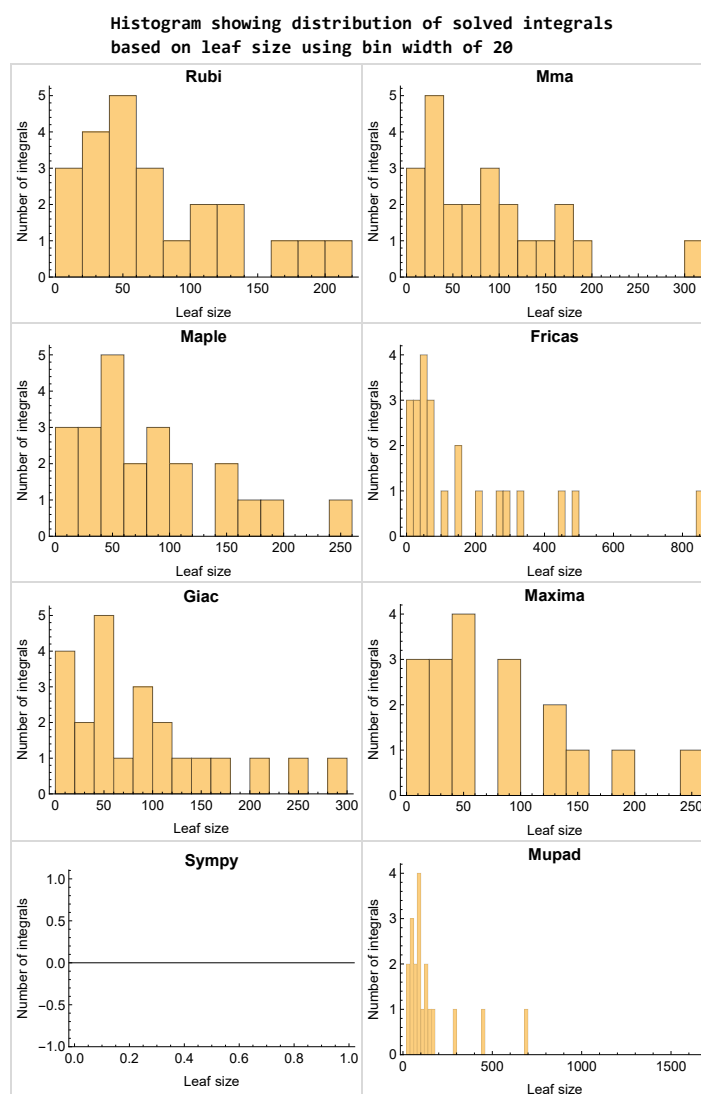 Histogram showing distribution of solved integrals
based on leaf size using bin width of 20
Rubi
Number of integrals
5
4
3
2
1
0
0 50 100 150 200
Leaf size
Mma
Number of integrals
5
4
3
2
1
0
0 50 100 150 200 250 300
Leaf size
Maple
Number of integrals
5
4
3
2
1
0
0 50 100 150 200 250
Leaf size
Fricas
Number of integrals
4
3
2
1
0
0 200 400 600 800
Leaf size
Giac
Number of integrals
5
4
3
2
1
0
0 50 100 150 200 250 300
Leaf size
Maxima
Number of integrals
4
3
2
1
0
0 50 100 150 200 250
Leaf size
Sympy
Number of integrals
1.0
0.5
0.0
−0.5
−1.0
0.0 0.2 0.4 0.6 0.8 1.0
Leaf size
Mupad
Number of integrals
4
3
2
1
0
0 500 1000 1500
Leaf size